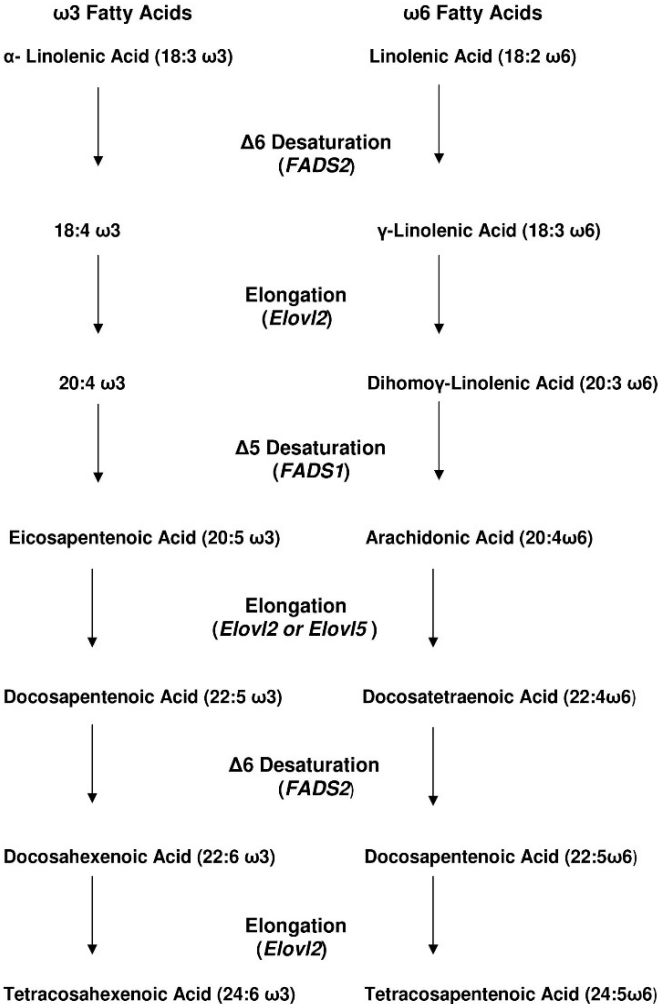 ω3 Fatty Acids ω6 Fatty Acids
α- Linolenic Acid (18:3 ω3) Linolenic Acid (18:2 ω6)
Δ6 Desaturation
(FADS2)
18:4 ω3 γ-Linolenic Acid (18:3 ω6)
Elongation
(Elovl2)
20:4 ω3 Dihomoγ-Linolenic Acid (20:3 ω6)
Δ5 Desaturation
(FADS1)
Eicosapentenoic Acid (20:5 ω3) Arachidonic Acid (20:4ω6)
Elongation
(Elovl2 or Elovl5 )
Docosapentenoic Acid (22:5 ω3) Docosatetraenoic Acid (22:4ω6)
Δ6 Desaturation
(FADS2)
Docosahexenoic Acid (22:6 ω3) Docosapentenoic Acid (22:5ω6)
Elongation
(Elovl2)
Tetracosahexenoic Acid (24:6 ω3) Tetracosapentenoic Acid (24:5ω6)